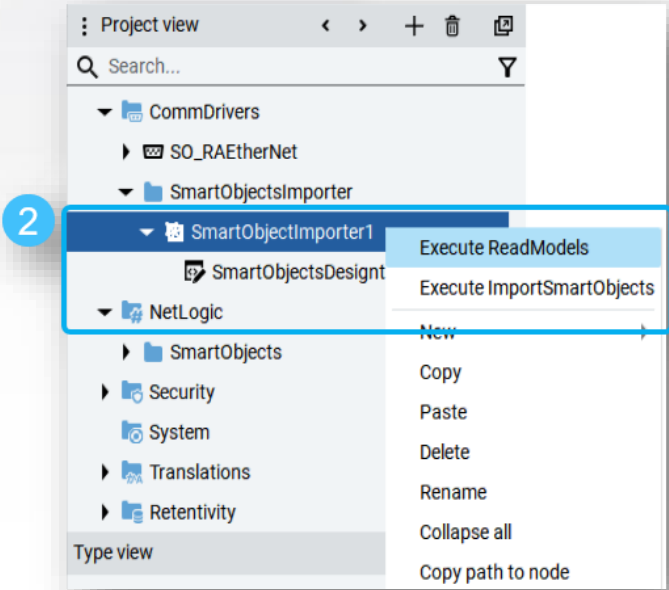 Project view
Search...
CommDrivers
SO_RAEtherNet
SmartObjectsImporter
2
SmartObjectImporter1
Execute ReadModels
SmartObjectsDesignt
Execute ImportSmartObjects
NetLogic
New
SmartObjects
Copy
Security
Paste
System
Delete
Translations
Rename
Retentivity
Collapse all
Type view
Copy path to node